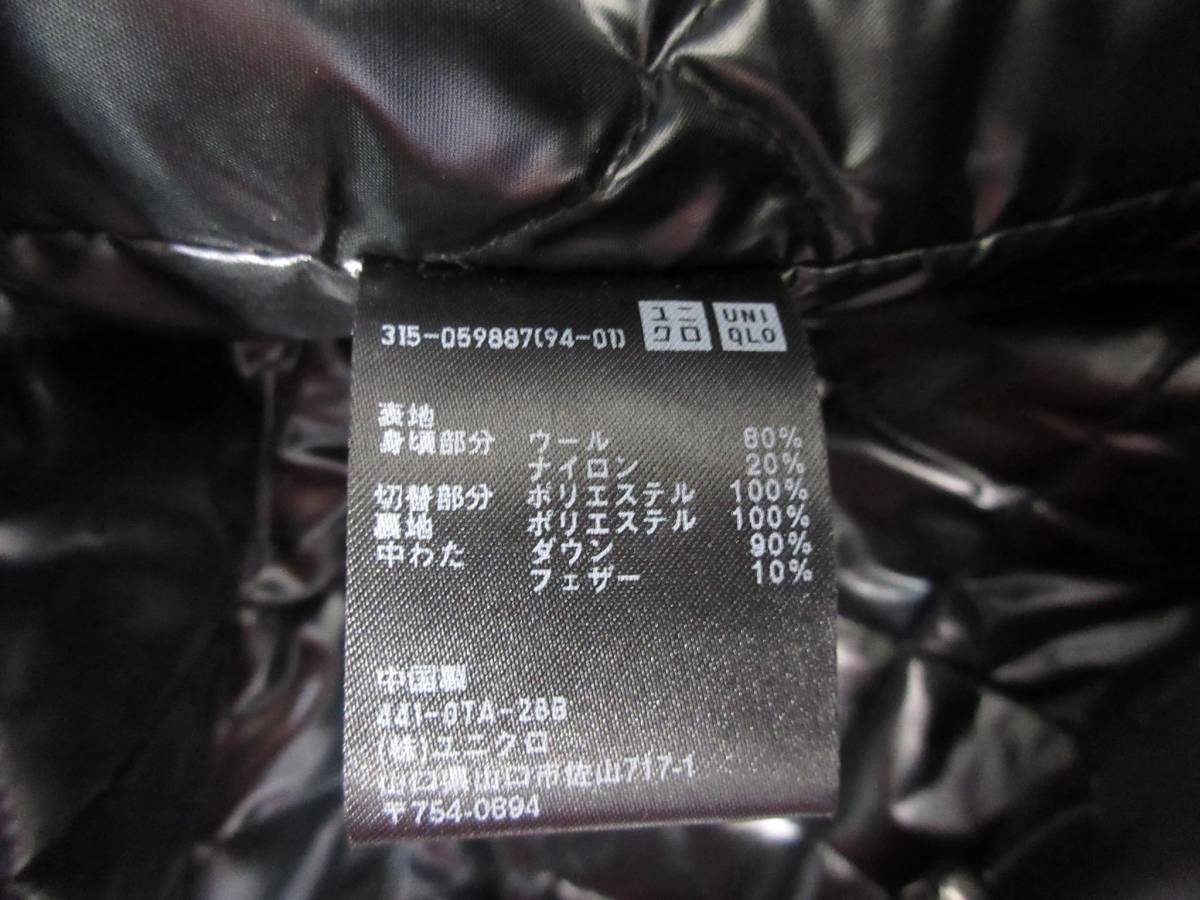 315-059887(94-01)
ユニクロ
UNIQLO
表地
身頃部分 ウール 80%
ナイロン 20%
切替部分 ポリエステル 100%
裏地 ポリエステル 100%
中わた ダウン 90%
フェザー 10%
中国製
441-0TA-28B
(株)ユニクロ
山口県山口市佐山717-1
〒754-0894